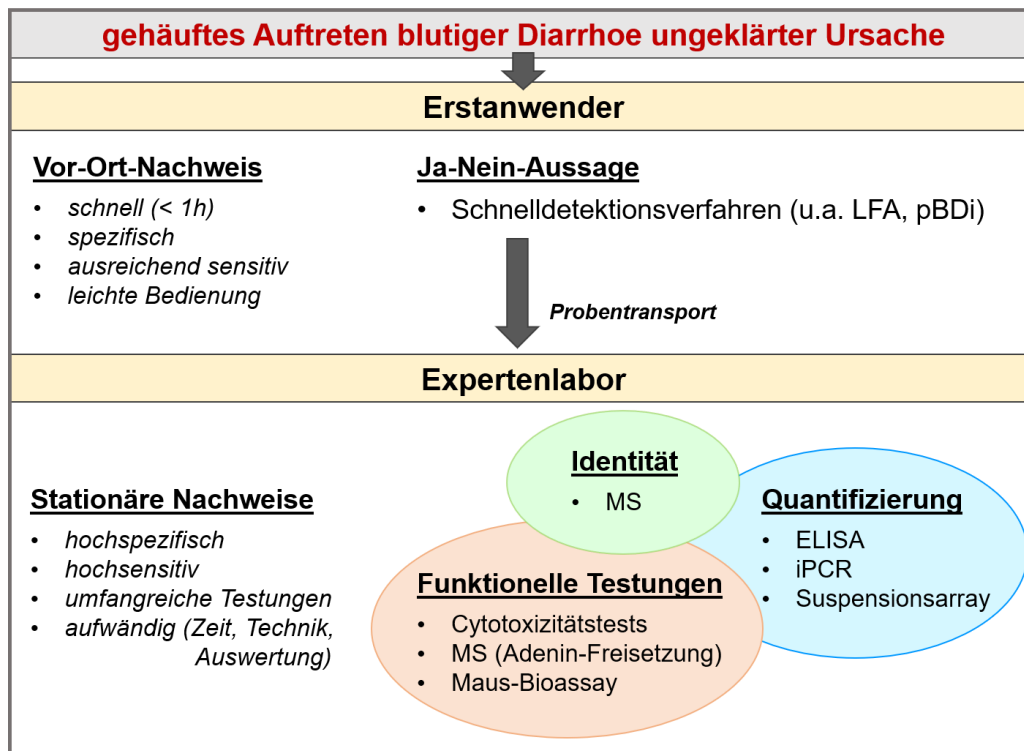 gehäuftes Auftreten blutiger Diarrhoe ungeklärter Ursache
Erstanwender
Vor-Ort-Nachweis
• schnell (< 1h)
• spezifisch
• ausreichend sensitiv
• leichte Bedienung
Ja-Nein-Aussage
• Schnelldetektionsverfahren (u.a. LFA, pBDi)
Probentransport
Expertenlabor
Stationäre Nachweise
• hochspezifisch
• hochsensitiv
• umfangreiche Testungen
• aufwändig (Zeit, Technik,
Auswertung)
Identität
• MS
Funktionelle Testungen
• Cytotoxizitätstests
• MS (Adenin-Freisetzung)
• Maus-Bioassay
Quantifizierung
• ELISA
• iPCR
• Suspensionsarray